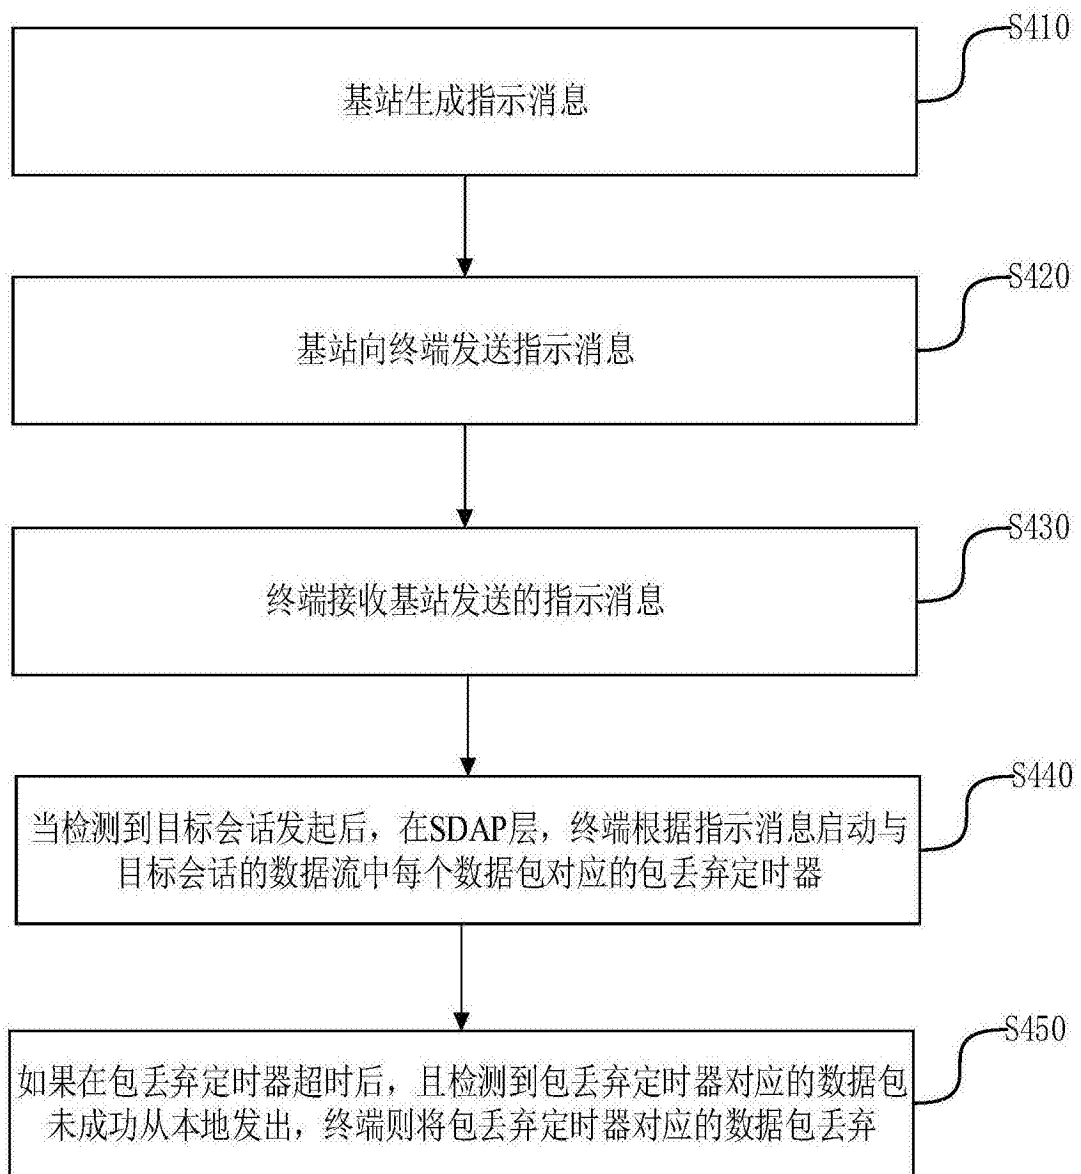 S410
基站生成指示消息
S420
基站向终端发送指示消息
S430
终端接收基站发送的指示消息
S440
当检测到目标会话发起后，在SDAP层，终端根据指示消息启动与
目标会话的数据流中每个数据包对应的包丢弃定时器
S450
如果在包丢弃定时器超时后，且检测到包丢弃定时器对应的数据包
未成功从本地发出，终端则将包丢弃定时器对应的数据包丢弃